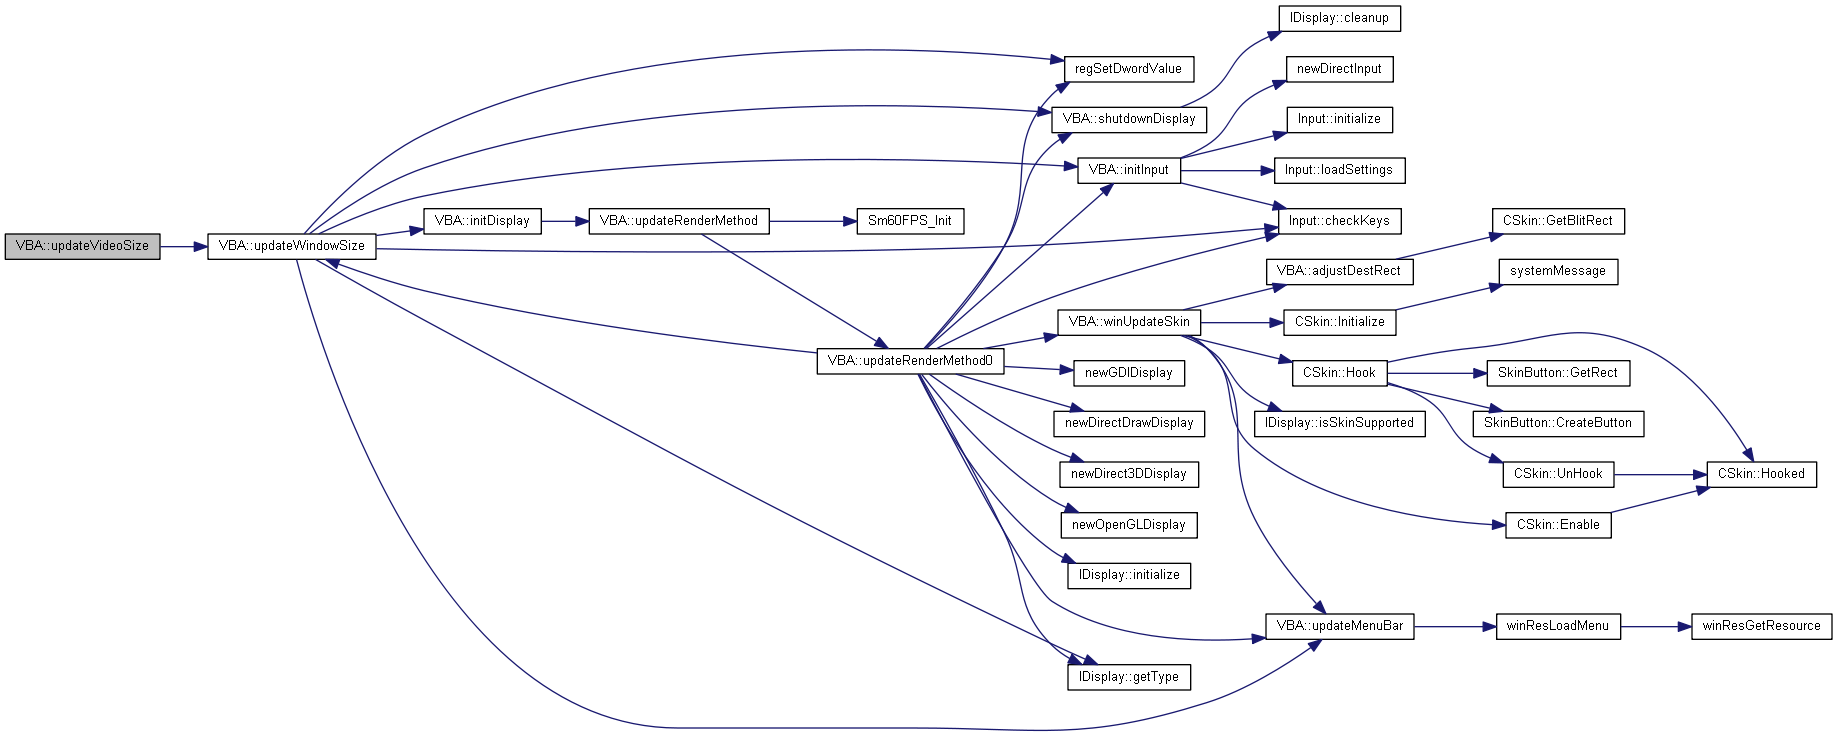 IDisplay::cleanup
regSetDwordValue
newDirectInput
VBA::shutdownDisplay
Input::initialize
VBA::initInput
Input::loadSettings
VBA::initDisplay
VBA::updateRenderMethod
Sm60FPS_Init
Input::checkKeys
CSkin::GetBlitRect
VBA::updateVideoSize
VBA::updateWindowSize
VBA::adjustDestRect
systemMessage
VBA::winUpdateSkin
CSkin::Initialize
VBA::updateRenderMethod0
newGDIDisplay
CSkin::Hook
SkinButton::GetRect
newDirectDrawDisplay
IDisplay::isSkinSupported
SkinButton::CreateButton
newDirect3DDisplay
CSkin::UnHook
CSkin::Hooked
newOpenGLDisplay
CSkin::Enable
IDisplay::initialize
VBA::updateMenuBar
winResLoadMenu
winResGetResource
IDisplay::getType